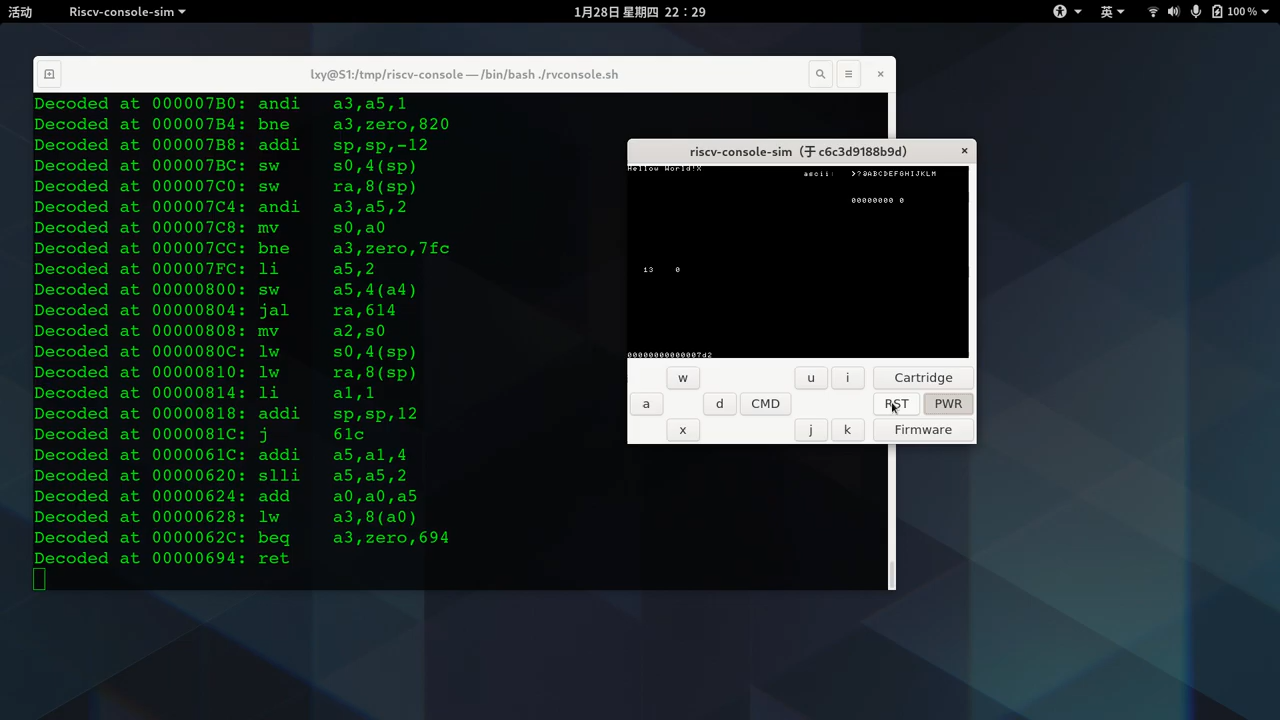 活动 Riscv-console-sim 1月28日 星期四 22：29 英 100 %
lxy@S1:/tmp/riscv-console — /bin/bash ./rvconsole.sh
Decoded at 000007B0: andi a3,a5,1
Decoded at 000007B4: bne a3,zero,820
Decoded at 000007B8: addi sp,sp,-12
Decoded at 000007BC: sw s0,4(sp)
Decoded at 000007C0: sw ra,8(sp)
Decoded at 000007C4: andi a3,a5,2
Decoded at 000007C8: mv s0,a0
Decoded at 000007CC: bne a3,zero,7fc
Decoded at 000007FC: li a5,2
Decoded at 00000800: sw a5,4(a4)
Decoded at 00000804: jal ra,614
Decoded at 00000808: mv a2,s0
Decoded at 0000080C: lw s0,4(sp)
Decoded at 00000810: lw ra,8(sp)
Decoded at 00000814: li a1,1
Decoded at 00000818: addi sp,sp,12
Decoded at 0000081C: j 61c
Decoded at 0000061C: addi a5,a1,4
Decoded at 00000620: slli a5,a5,2
Decoded at 00000624: add a0,a0,a5
Decoded at 00000628: lw a3,8(a0)
Decoded at 0000062C: beq a3,zero,694
Decoded at 00000694: ret
riscv-console-sim（于 c6c3d9188b9d）
Hellow World!X
ascii: >?@ABCDEFGHIJKLM
00000000 0
13 0
00000000000007d2
w u i Cartridge
a d CMD RST PWR
x j k Firmware